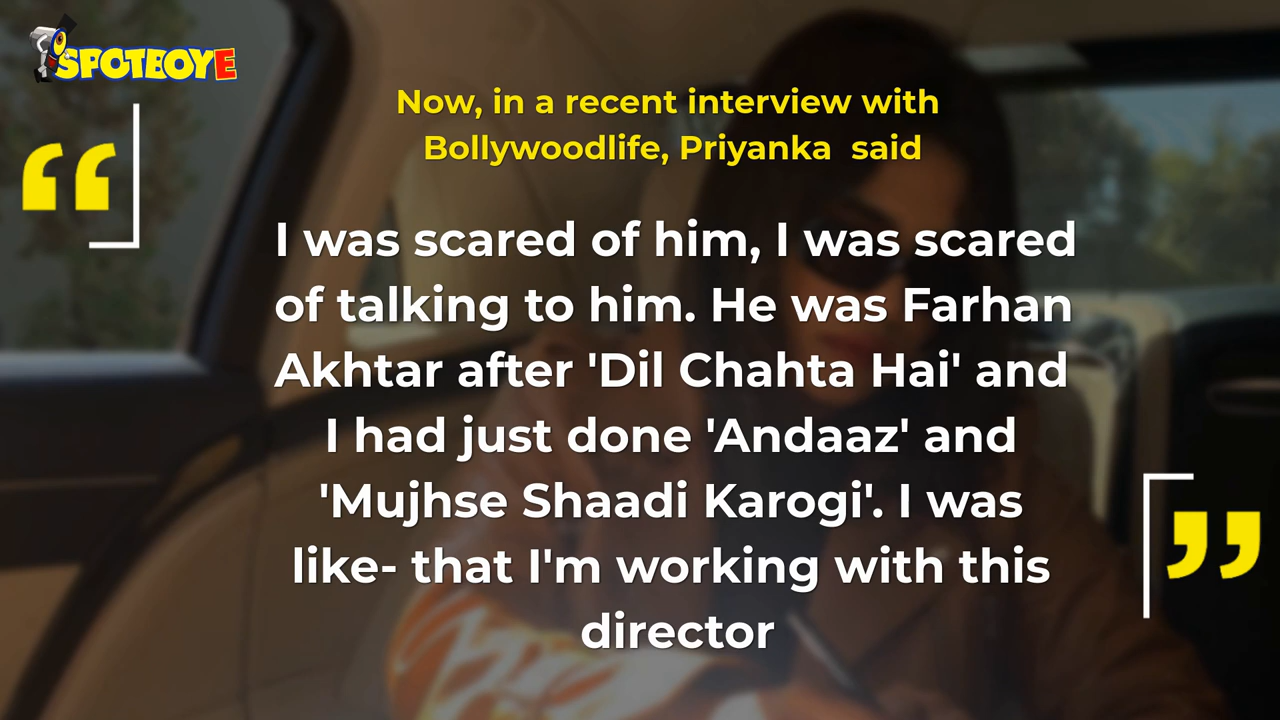 SPOTBOYE
Now, in a recent interview with
Bollywoodlife, Priyanka said
“
I was scared of him, I was scared
of talking to him. He was Farhan
Akhtar after 'Dil Chahta Hai' and
I had just done 'Andaaz' and
'Mujhse Shaadi Karogi'. I was
like- that I'm working with this
director
”